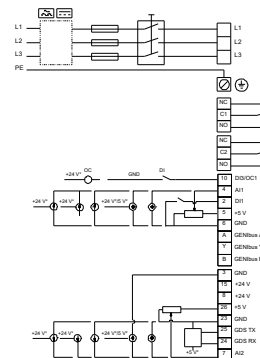 L1 L1
L2 L2
L3 L3
PE
NC
C1
NO
NC
C2
NO
+24 V* OC GND DI 10 DI3/OC1
4 AI1
+24 V* +24 V* +24 V*/5 V* 2 DI1
5 +5 V
6 GND
A GENIbus A
Y GENIbus
B GENIbus
3 GND
15 +24 V
8 +24 V
26 +5 V
23 GND
25 GDS TX
+24 V* +24 V* +24 V*/5 V* 24 GDS RX
+5 V* 7 AI2